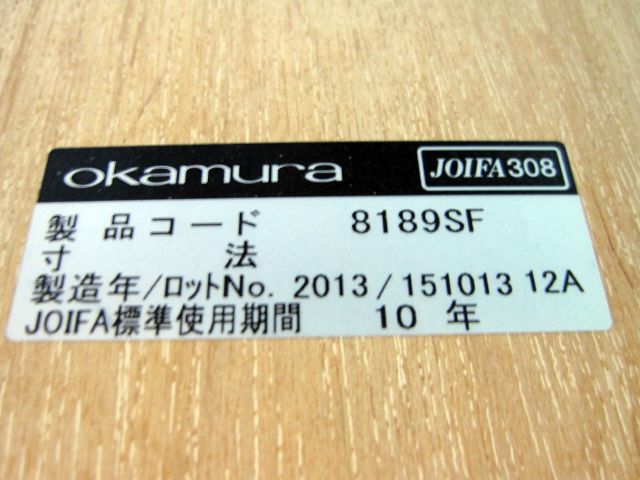 okamura JOIFA308
製品コード 8189SF
寸法
製造年/ロットNo. 2013/151013 12A
JOIFA標準使用期間 10年